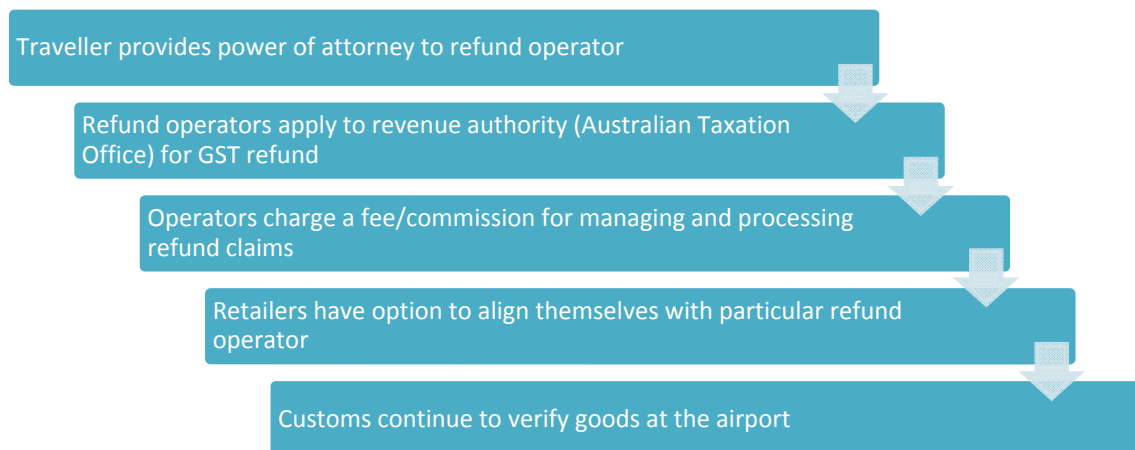 Traveller provides power of attorney to refund operator
Refund operators apply to revenue authority (Australian Taxation
Office) for GST refund
Operators charge a fee/commission for managing and processing
refund claims
Retailers have option to align themselves with particular refund
operator
Customs continue to verify goods at the airport